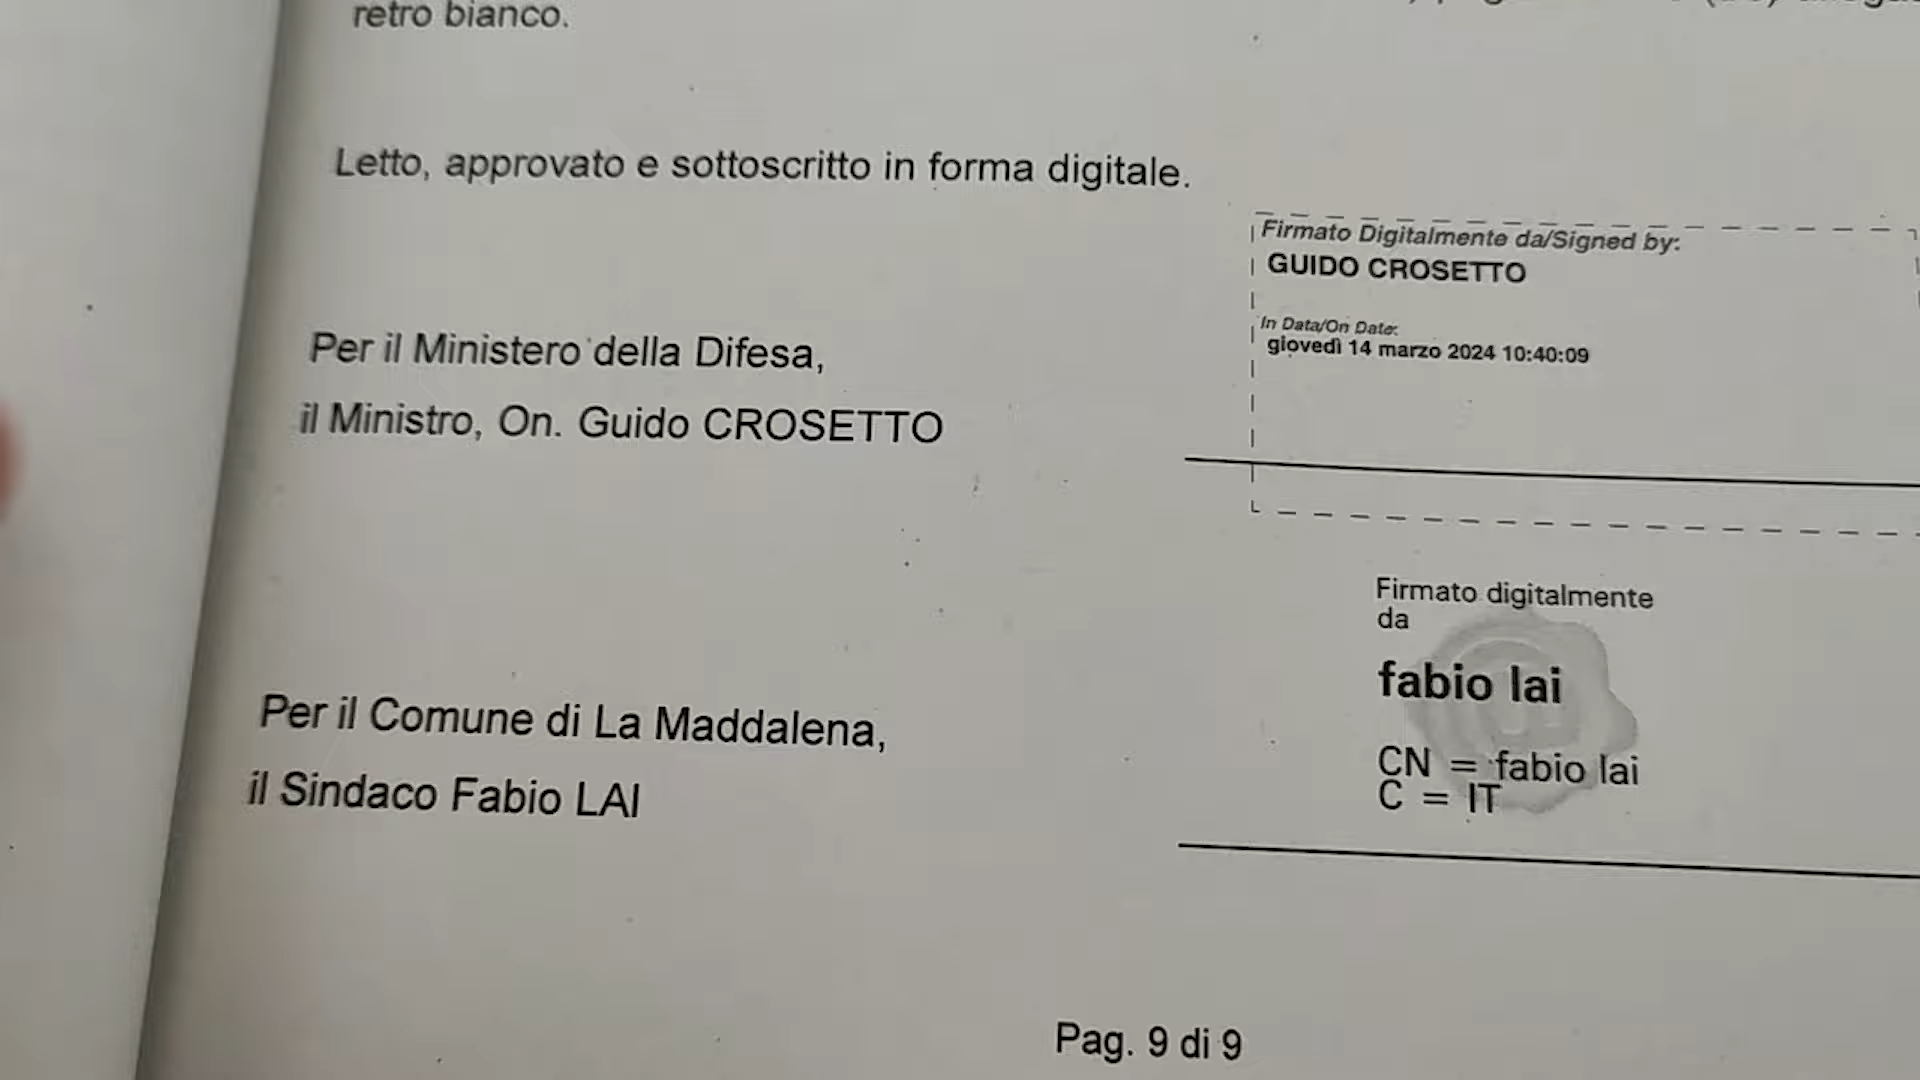 retro bianco.
Letto, approvato e sottoscritto in forma digitale.
Firmato Digitalmente da/Signed by:
GUIDO CROSETTO
In Data/On Date:
giovedì 14 marzo 2024 10:40:09
Per il Ministero della Difesa,
il Ministro, On. Guido CROSETTO
Firmato digitalmente
da
fabio lai
CN = fabio lai
C = IT
Per il Comune di La Maddalena,
il Sindaco Fabio LAI
Pag. 9 di 9